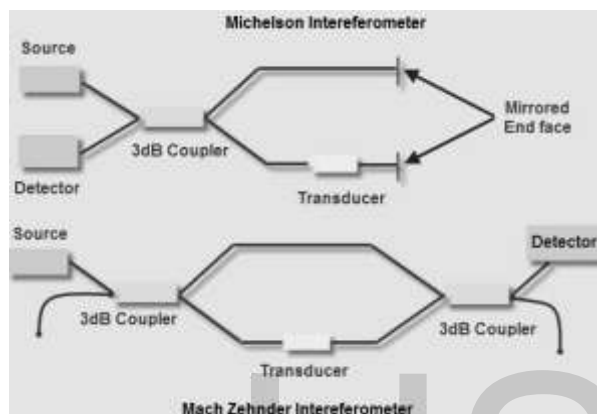 Michelson Intereferometer
Source
Mirrored
End face
3dB Coupler
Detector
Transducer
Source
Detector
3dB Coupler
3dB Coupler
Transducer
Mach Zehnder Intereferometer